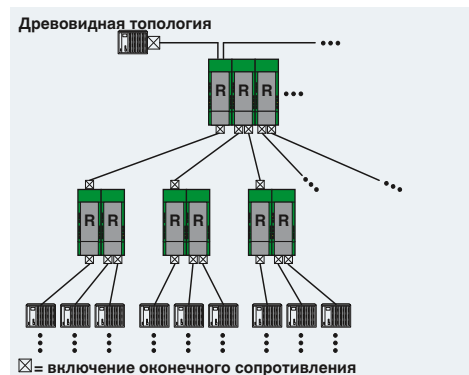 Древовидная топология
R R R
R R R R R R
☒= включение оконечного сопротивления